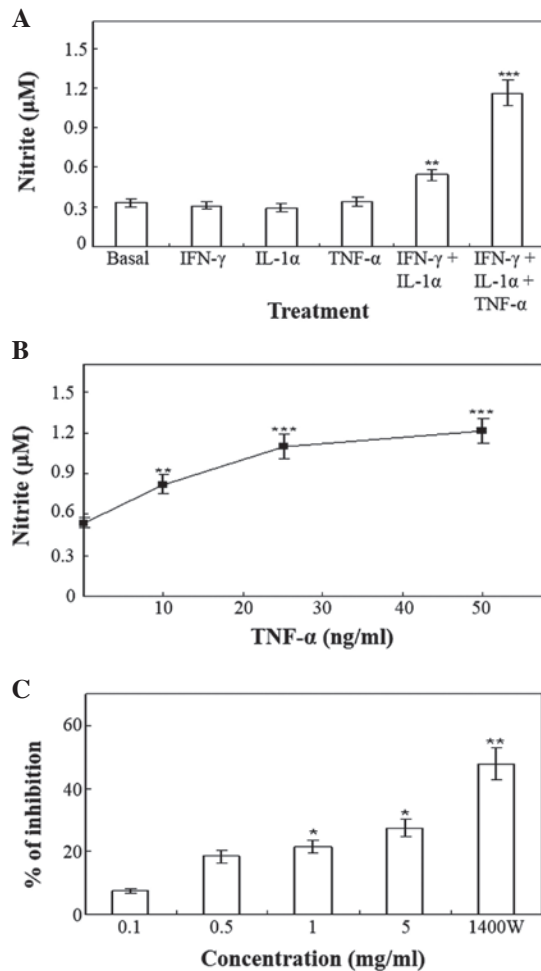 A
Nitrite (μM)
1.5
1.2
0.9
0.6
0.3
0
**
***
Basal
IFN-γ
IL-1α
TNF-α
IFN-γ +
IL-1α
IFN-γ +
IL-1α +
TNF-α
Treatment
B
Nitrite (μM)
1.5
1.2
0.9
0.6
0.3
0
**
***
***
10
20
30
40
50
TNF-α (ng/ml)
C
% of inhibition
60
40
20
0
*
*
**
0.1
0.5
1
5
1400W
Concentration (mg/ml)